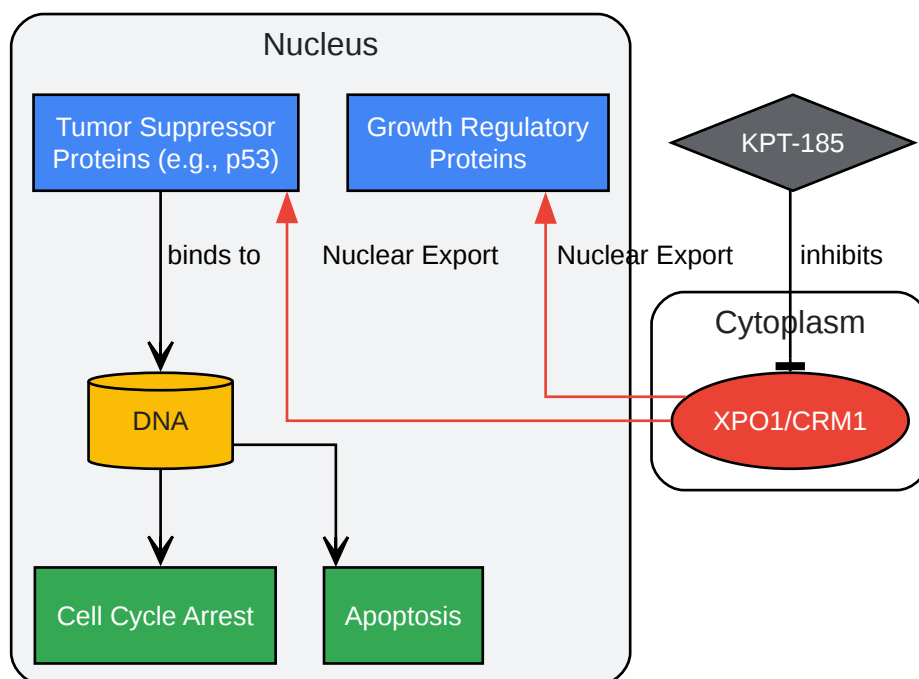 Nucleus
Tumor Suppressor
Proteins (e.g., p53)
Growth Regulatory
Proteins
KPT-185
binds to
Nuclear Export
Nuclear Export
inhibits
Cytoplasm
DNA
XPO1/CRM1
Cell Cycle Arrest
Apoptosis